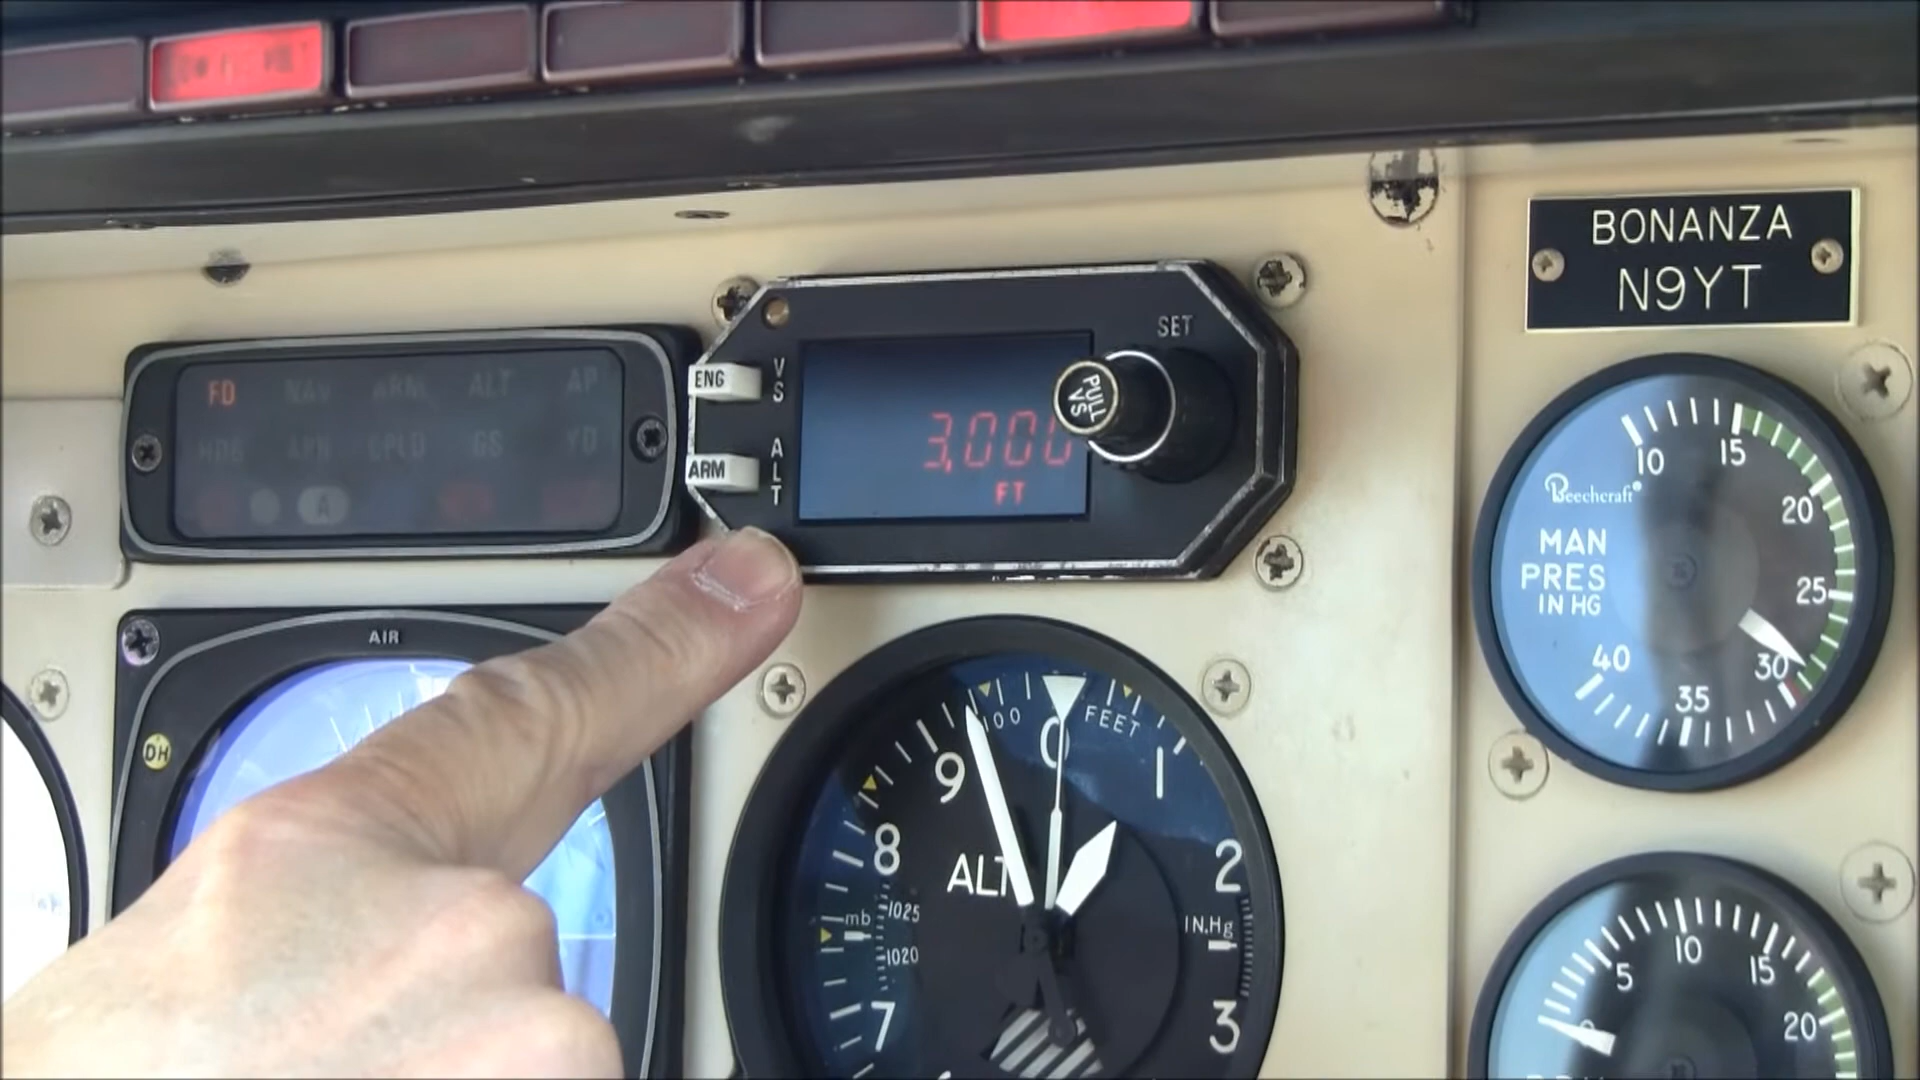 BONANZA
N9YT
SET
PULL
VS
ENG
VS
ARM
ALT
3,000
FT
FD NAV ARM ALT AP
HDG APR CPLD GS YD
A
AIR
DH
100 FEET
0
1
2
3
7
8
9
ALT
mb
1025
1020
IN.Hg
Beechcraft
MAN
PRES
IN HG
10
15
20
25
30
35
40
5
10
15
20